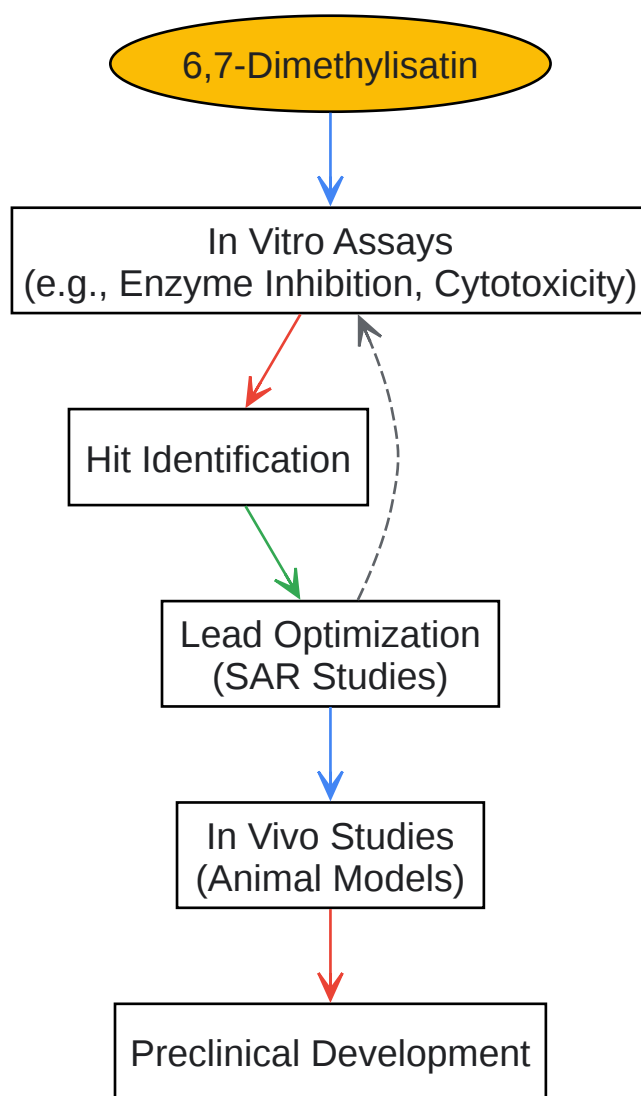 6,7-Dimethylisatin
In Vitro Assays
(e.g., Enzyme Inhibition, Cytotoxicity)
Hit Identification
Lead Optimization
(SAR Studies)
In Vivo Studies
(Animal Models)
Preclinical Development